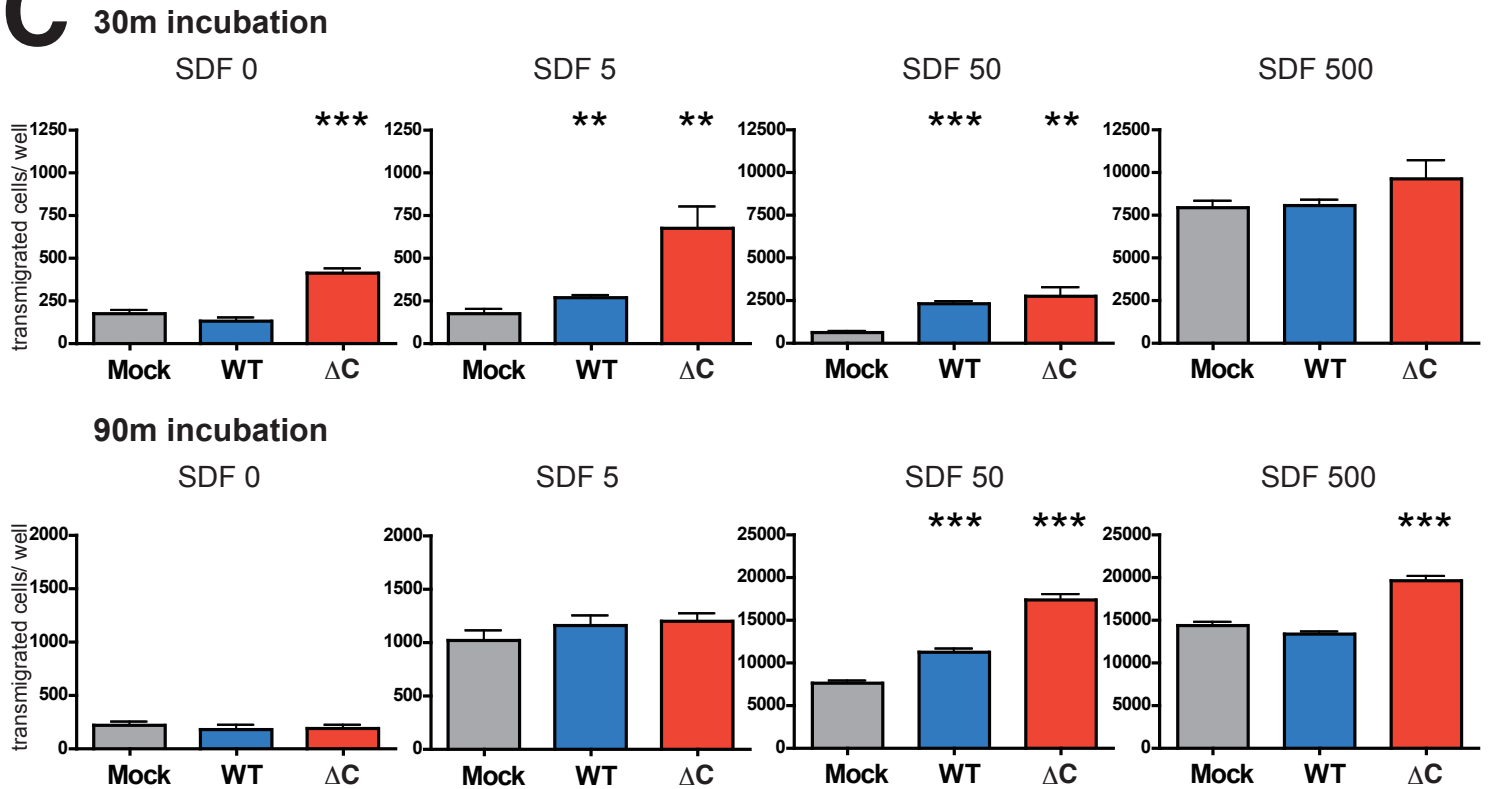 C 30m incubation
SDF 0 SDF 5 SDF 50 SDF 500
*** ** ** *** **
transmigrated cells/ well
1250 1250 12500 12500
1000 1000 10000 10000
750 750 7500 7500
500 500 5000 5000
250 250 2500 2500
0 0 0 0
Mock WT ΔC Mock WT ΔC Mock WT ΔC Mock WT ΔC
90m incubation
SDF 0 SDF 5 SDF 50 SDF 500
*** *** ***
transmigrated cells/ well
2000 2000 25000 25000
20000 20000
1500 1500
15000 15000
1000 1000
10000 10000
500 500
5000 5000
0 0 0 0
Mock WT ΔC Mock WT ΔC Mock WT ΔC Mock WT ΔC